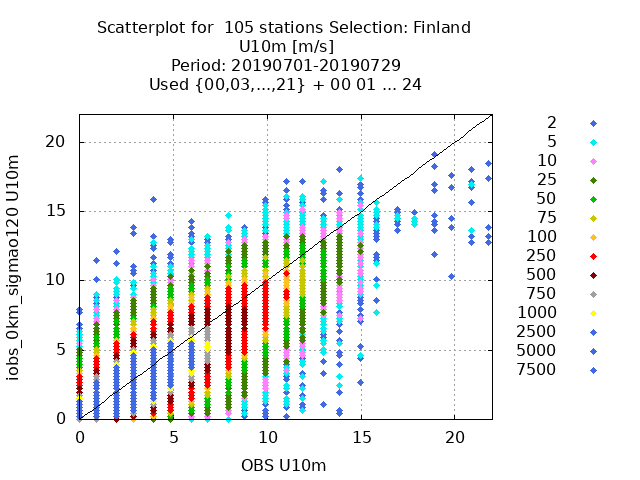 Scatterplot for  105 stations Selection: Finland
U10m [m/s]
Period: 20190701-20190729
Used {00,03,...,21} + 00 01 ... 24
iobs_0km_sigmao120 U10m
20
15
10
5
0
0 5 10 15 20
OBS U10m
2
5
10
25
50
75
100
250
500
750
1000
2500
5000
7500